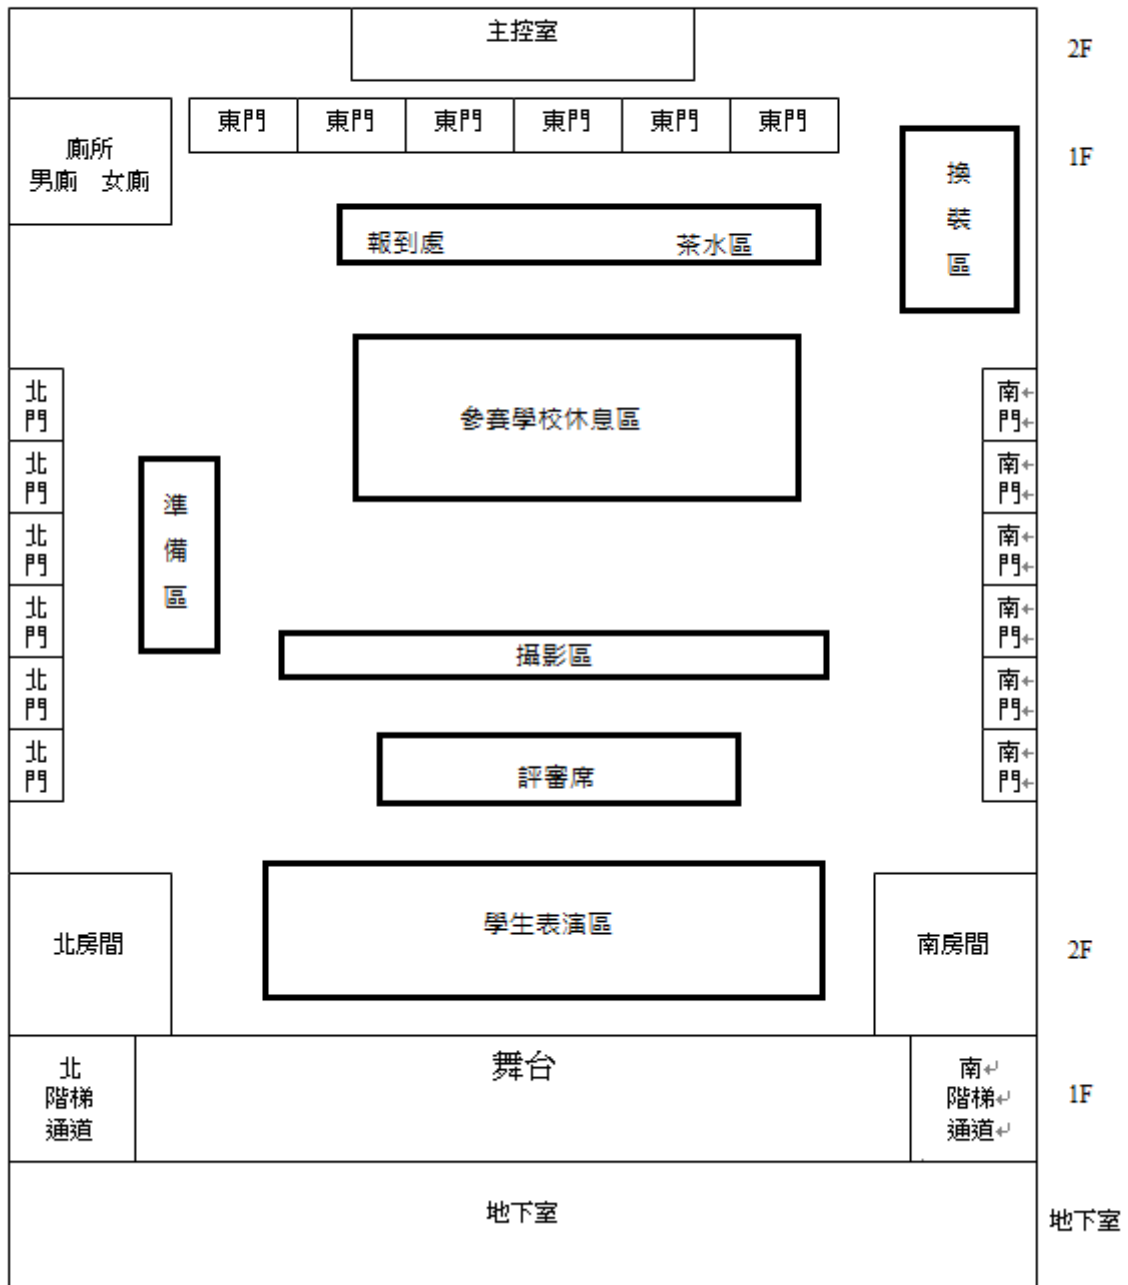 主控室
2F
東門 東門 東門 東門 東門 東門
1F
廁所
男廁 女廁
換
裝
區
報到處 茶水區
參賽學校休息區
北
門
北
門
北
門
北
門
北
門
北
門
準
備
區
南
門
南
門
南
門
南
門
南
門
南
門
攝影區
評審席
學生表演區
北房間
南房間
2F
北
階梯
通道
舞台
南
階梯
通道
1F
地下室
地下室